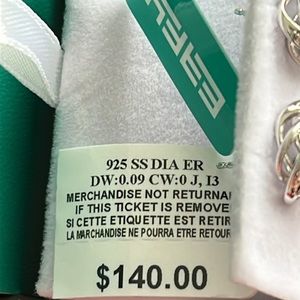 925 SS DIA ER
DW:0.09 CW:0 J, I3
MERCHANDISE NOT RETURNA
IF THIS TICKET IS REMOVE
SI CETTE ETIQUETTE EST RETIR
LA MARCHANDISE NE POURRA ETRE RETOUR
$140.00